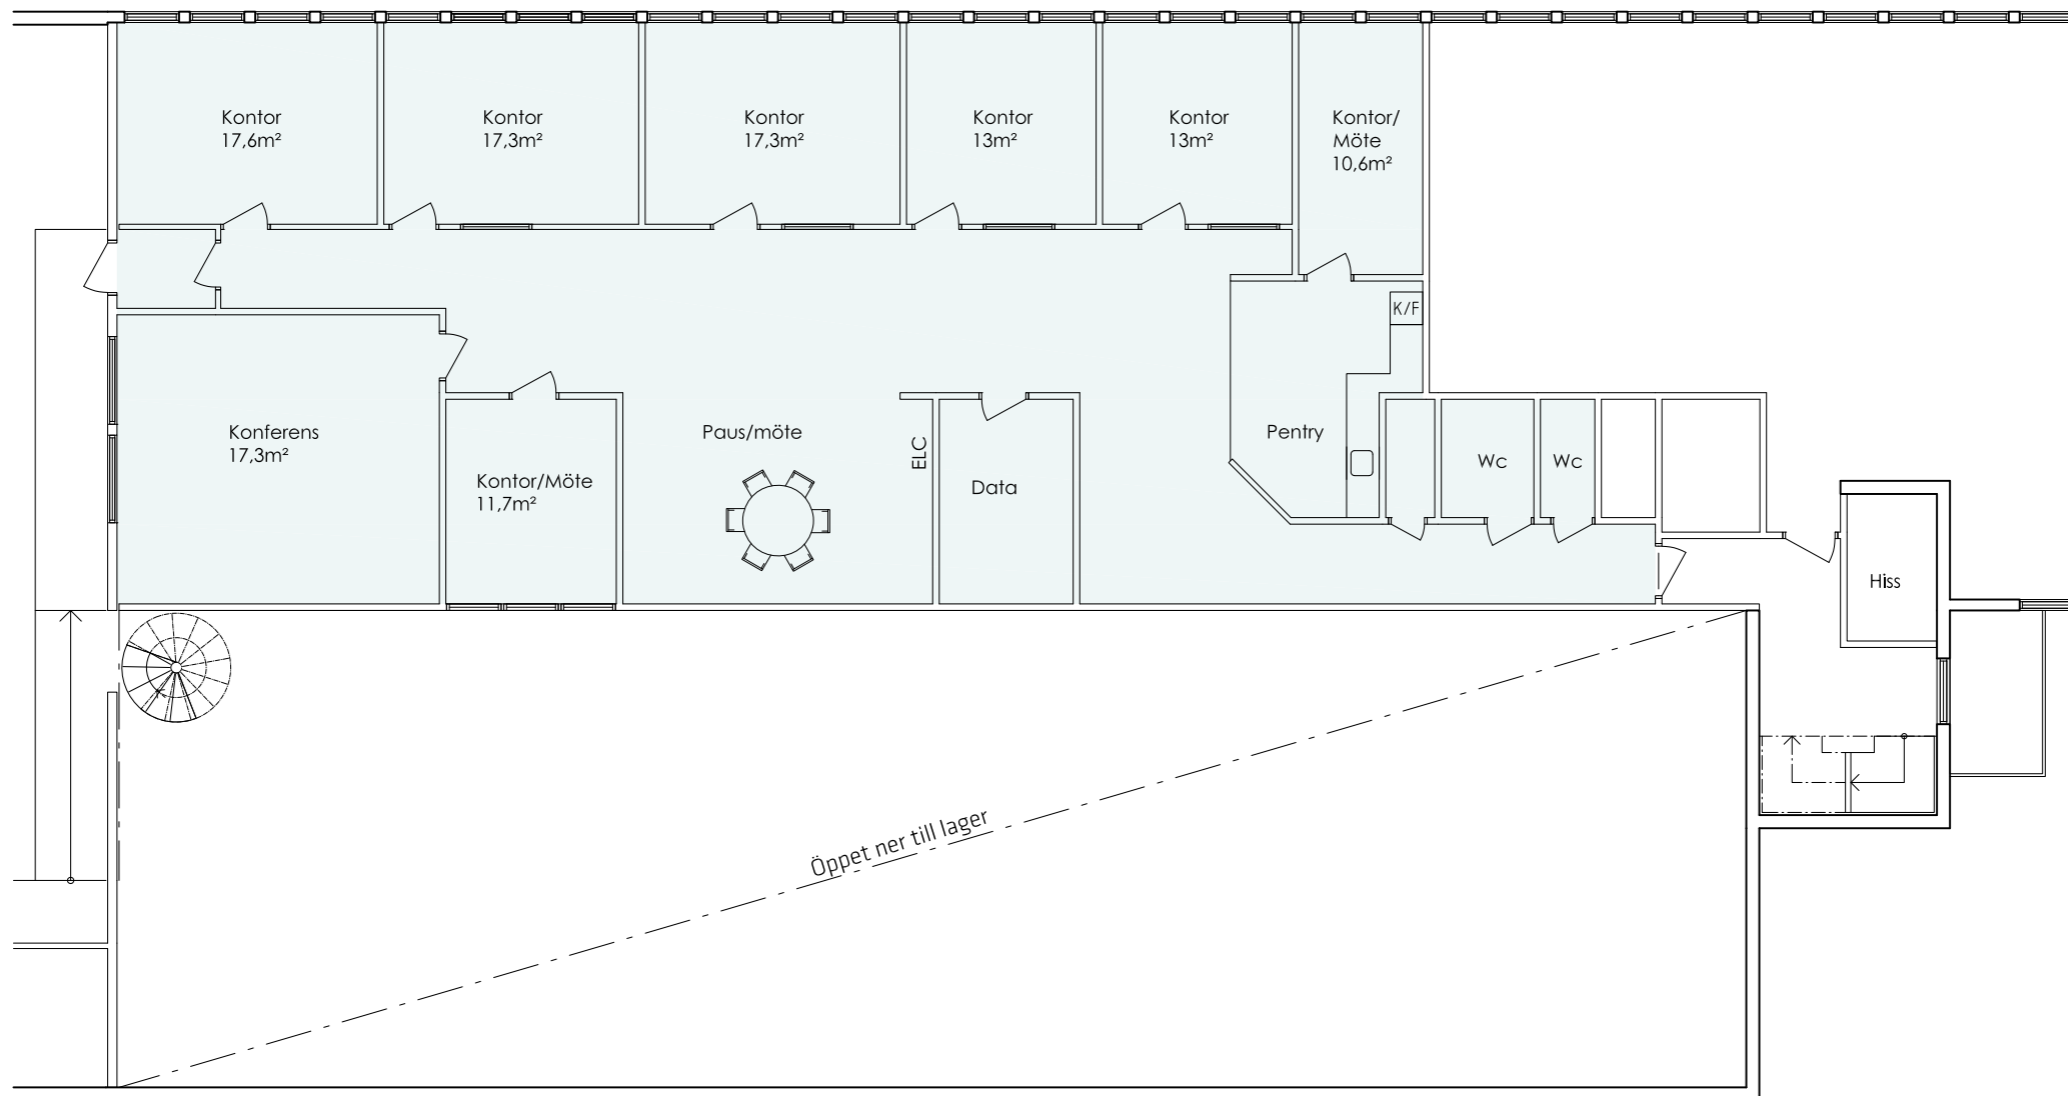 Kontor
17,6m²
Kontor
17,3m²
Kontor
17,3m²
Kontor
13m²
Kontor
13m²
Kontor/
Möte
10,6m²
K/F
Konferens
17,3m²
Kontor/Möte
11,7m²
Paus/möte
ELC
Data
Pentry
Wc
Wc
Hiss
Öppet ner till lager